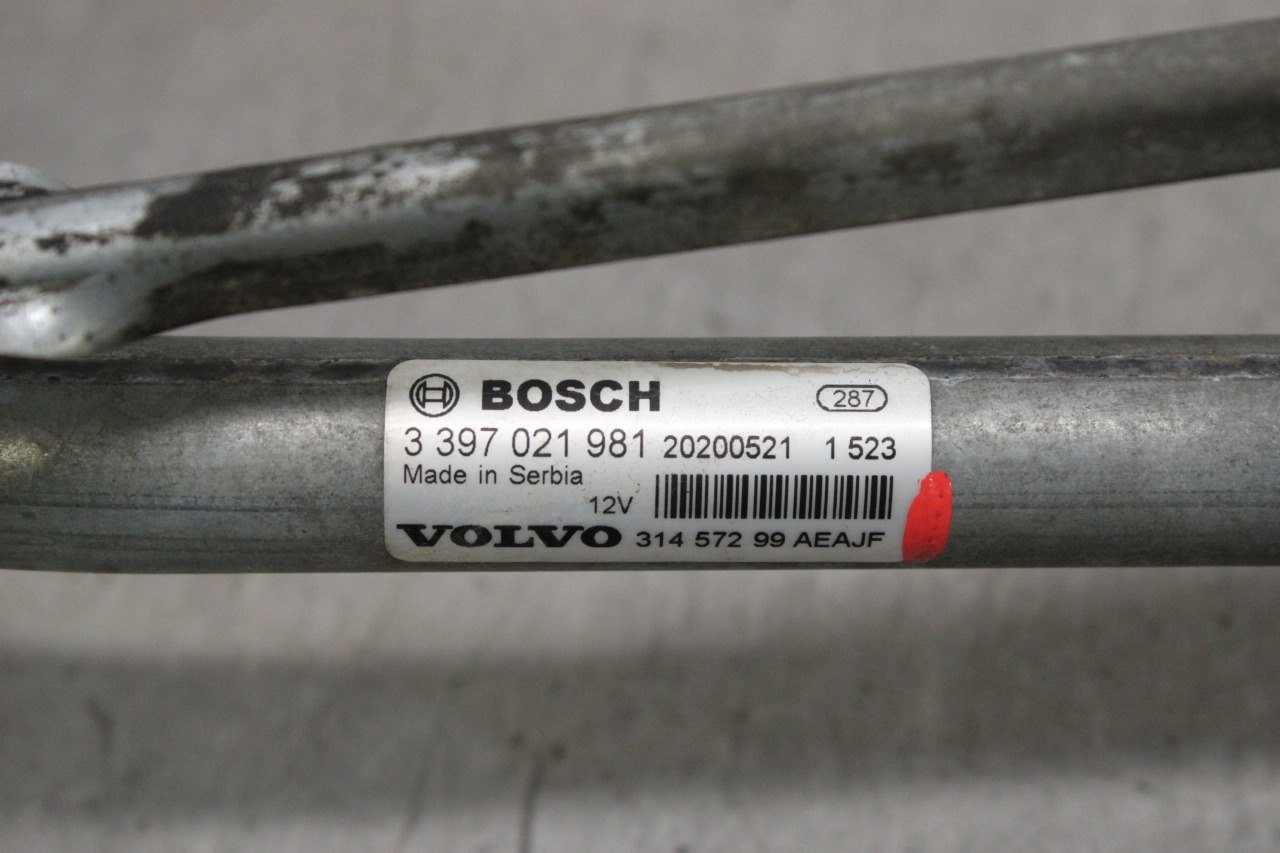 BOSCH 287
3 397 021 981 20200521 1 523
Made in Serbia
12V
VOLVO 314 572 99 AEAJF